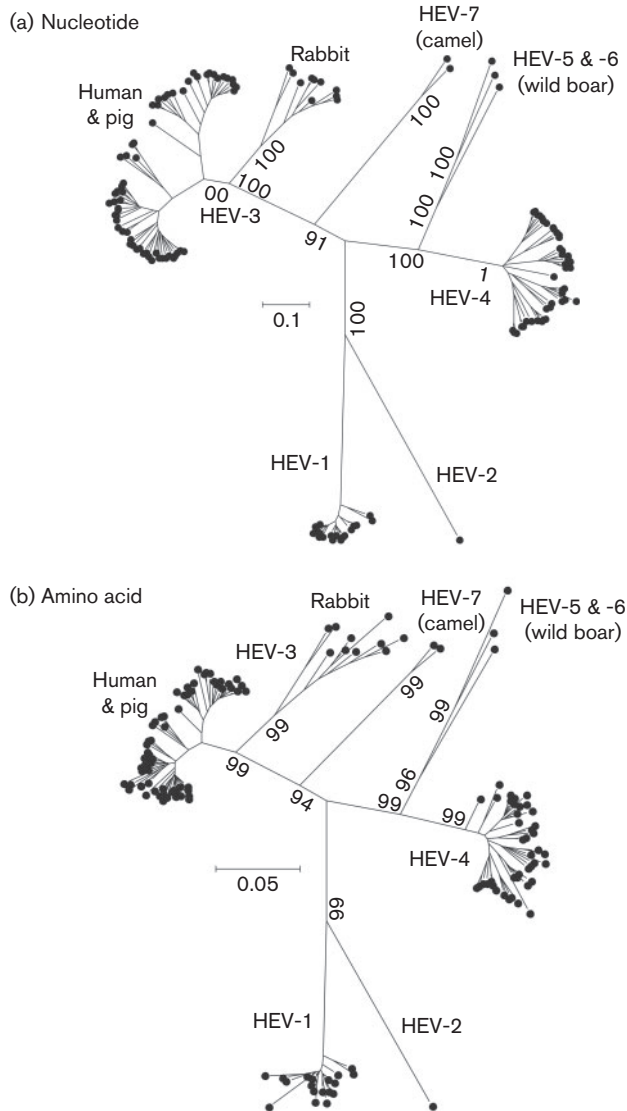 (a) Nucleotide
HEV-7
(camel)
HEV-5 & -6
(wild boar)
Rabbit
Human
& pig
100
100
100
100
100
00
HEV-3
91
100
1
HEV-4
0.1
100
HEV-1
HEV-2
(b) Amino acid
Rabbit
HEV-7
(camel)
HEV-5 & -6
(wild boar)
HEV-3
Human
& pig
99
99
99
99
94
96
99
99
HEV-4
0.05
99
HEV-1
HEV-2